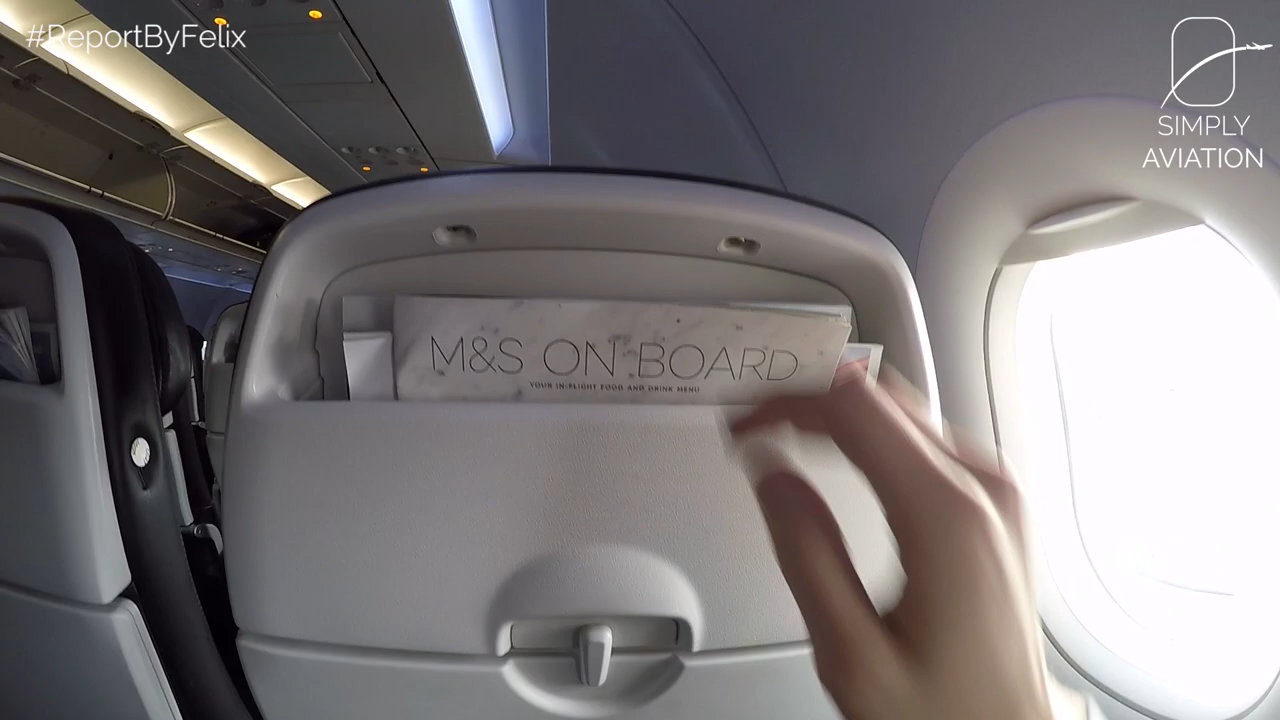 #ReportByFelix
SIMPLY
AVIATION
M&S ON BOARD
YOUR IN-FLIGHT FOOD AND DRINK MENU